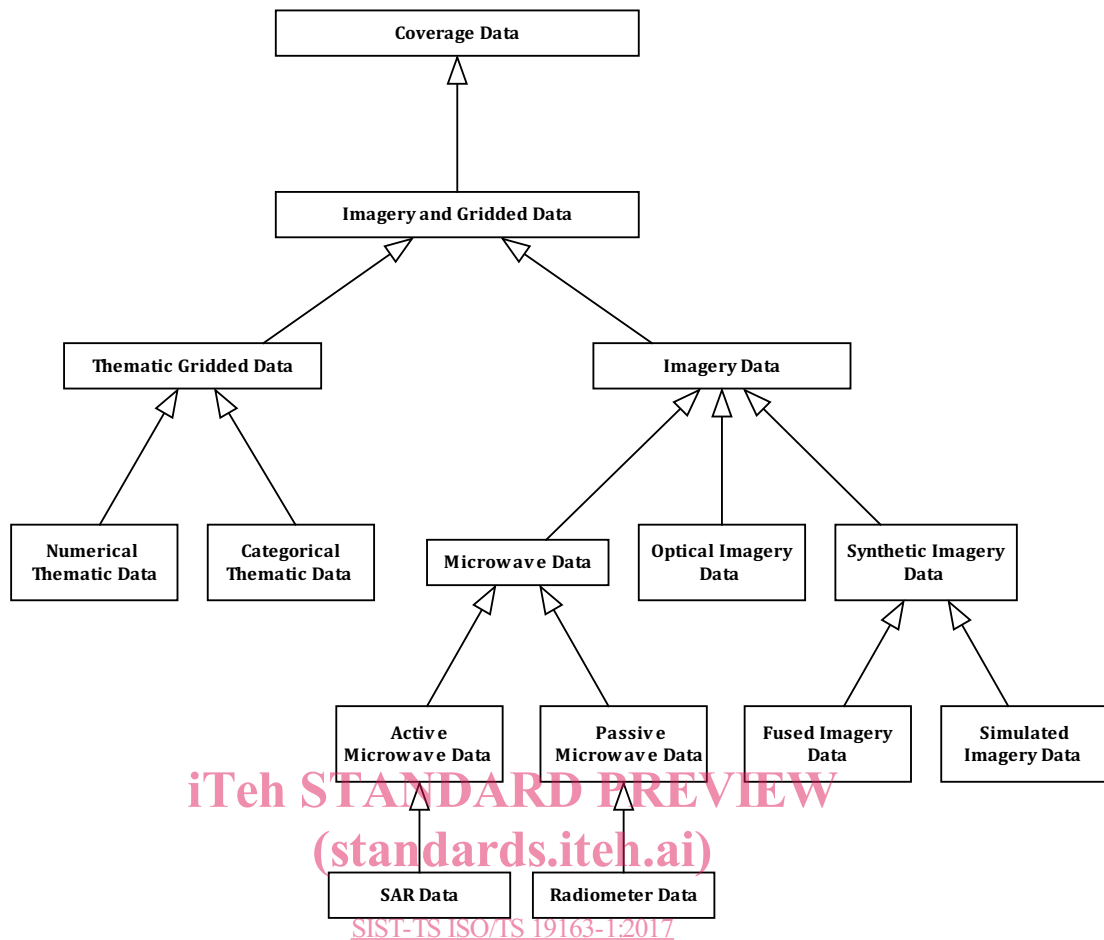 Coverage Data
Imagery and Gridded Data
Thematic Gridded Data
Imagery Data
Numerical
Thematic Data
Categorical
Thematic Data
Microwave Data
Optical Imagery
Data
Synthetic Imagery
Data
Active
Microwave Data
Passive
Microwave Data
Fused Imagery
Data
Simulated
Imagery Data
iTeh STANDARD PREVIEW
(standards.iteh.ai)
SAR Data
Radiometer Data
SIST-TS ISO/TS 19163-1:2017